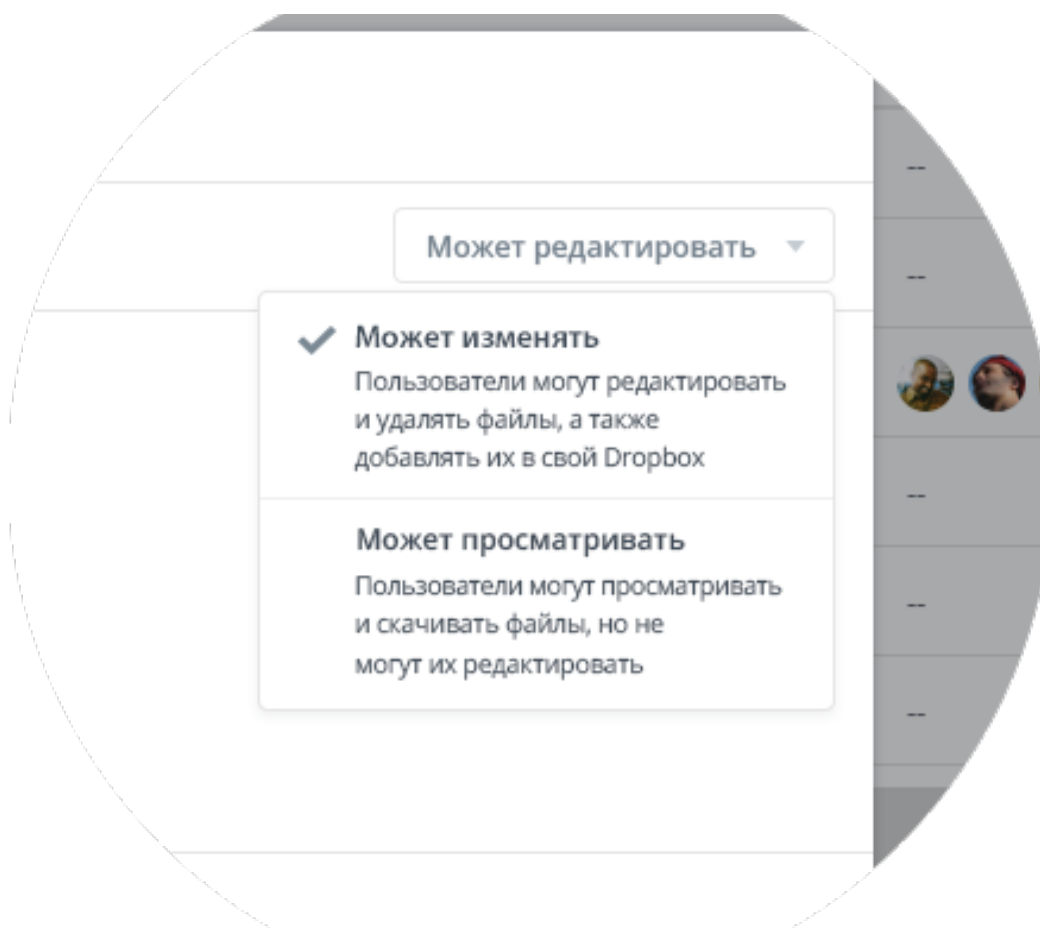 Может редактировать
Может изменять
Пользователи могут редактировать
и удалять файлы, а также
добавлять их в свой Dropbox
Может просматривать
Пользователи могут просматривать
и скачивать файлы, но не
могут их редактировать
--
--
--
--
--